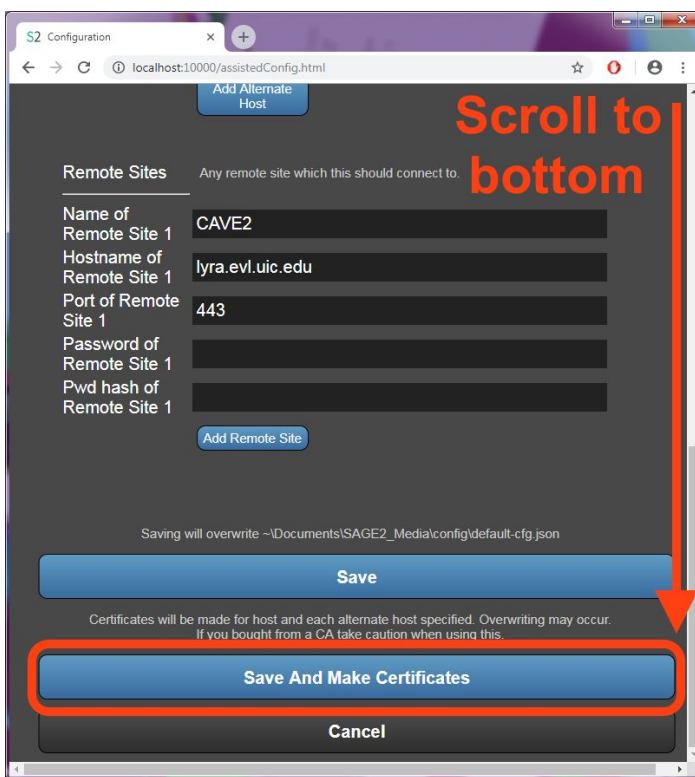 S2 Configuration
localhost:10000/assistedConfig.html
Add Alternate
Host
Scroll to
bottom
Remote Sites
Any remote site which this should connect to.
Name of
Remote Site 1
CAVE2
Hostname of
Remote Site 1
lyra.evl.uic.edu
Port of Remote
Site 1
443
Password of
Remote Site 1
Pwd hash of
Remote Site 1
Add Remote Site
Saving will overwrite ~\Documents\SAGE2_Media\config\default-cfg.json
Save
Certificates will be made for host and each alternate host specified. Overwriting may occur.
If you bought from a CA take caution when using this.
Save And Make Certificates
Cancel